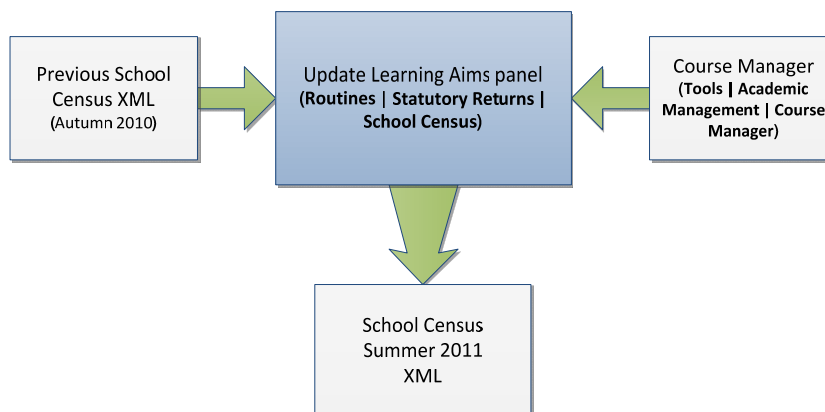 Previous School
Census XML
(Autumn 2010)
Update Learning Aims panel
(Routines | Statutory Returns |
School Census)
Course Manager
(Tools | Academic
Management | Course
Manager)
School Census
Summer 2011
XML